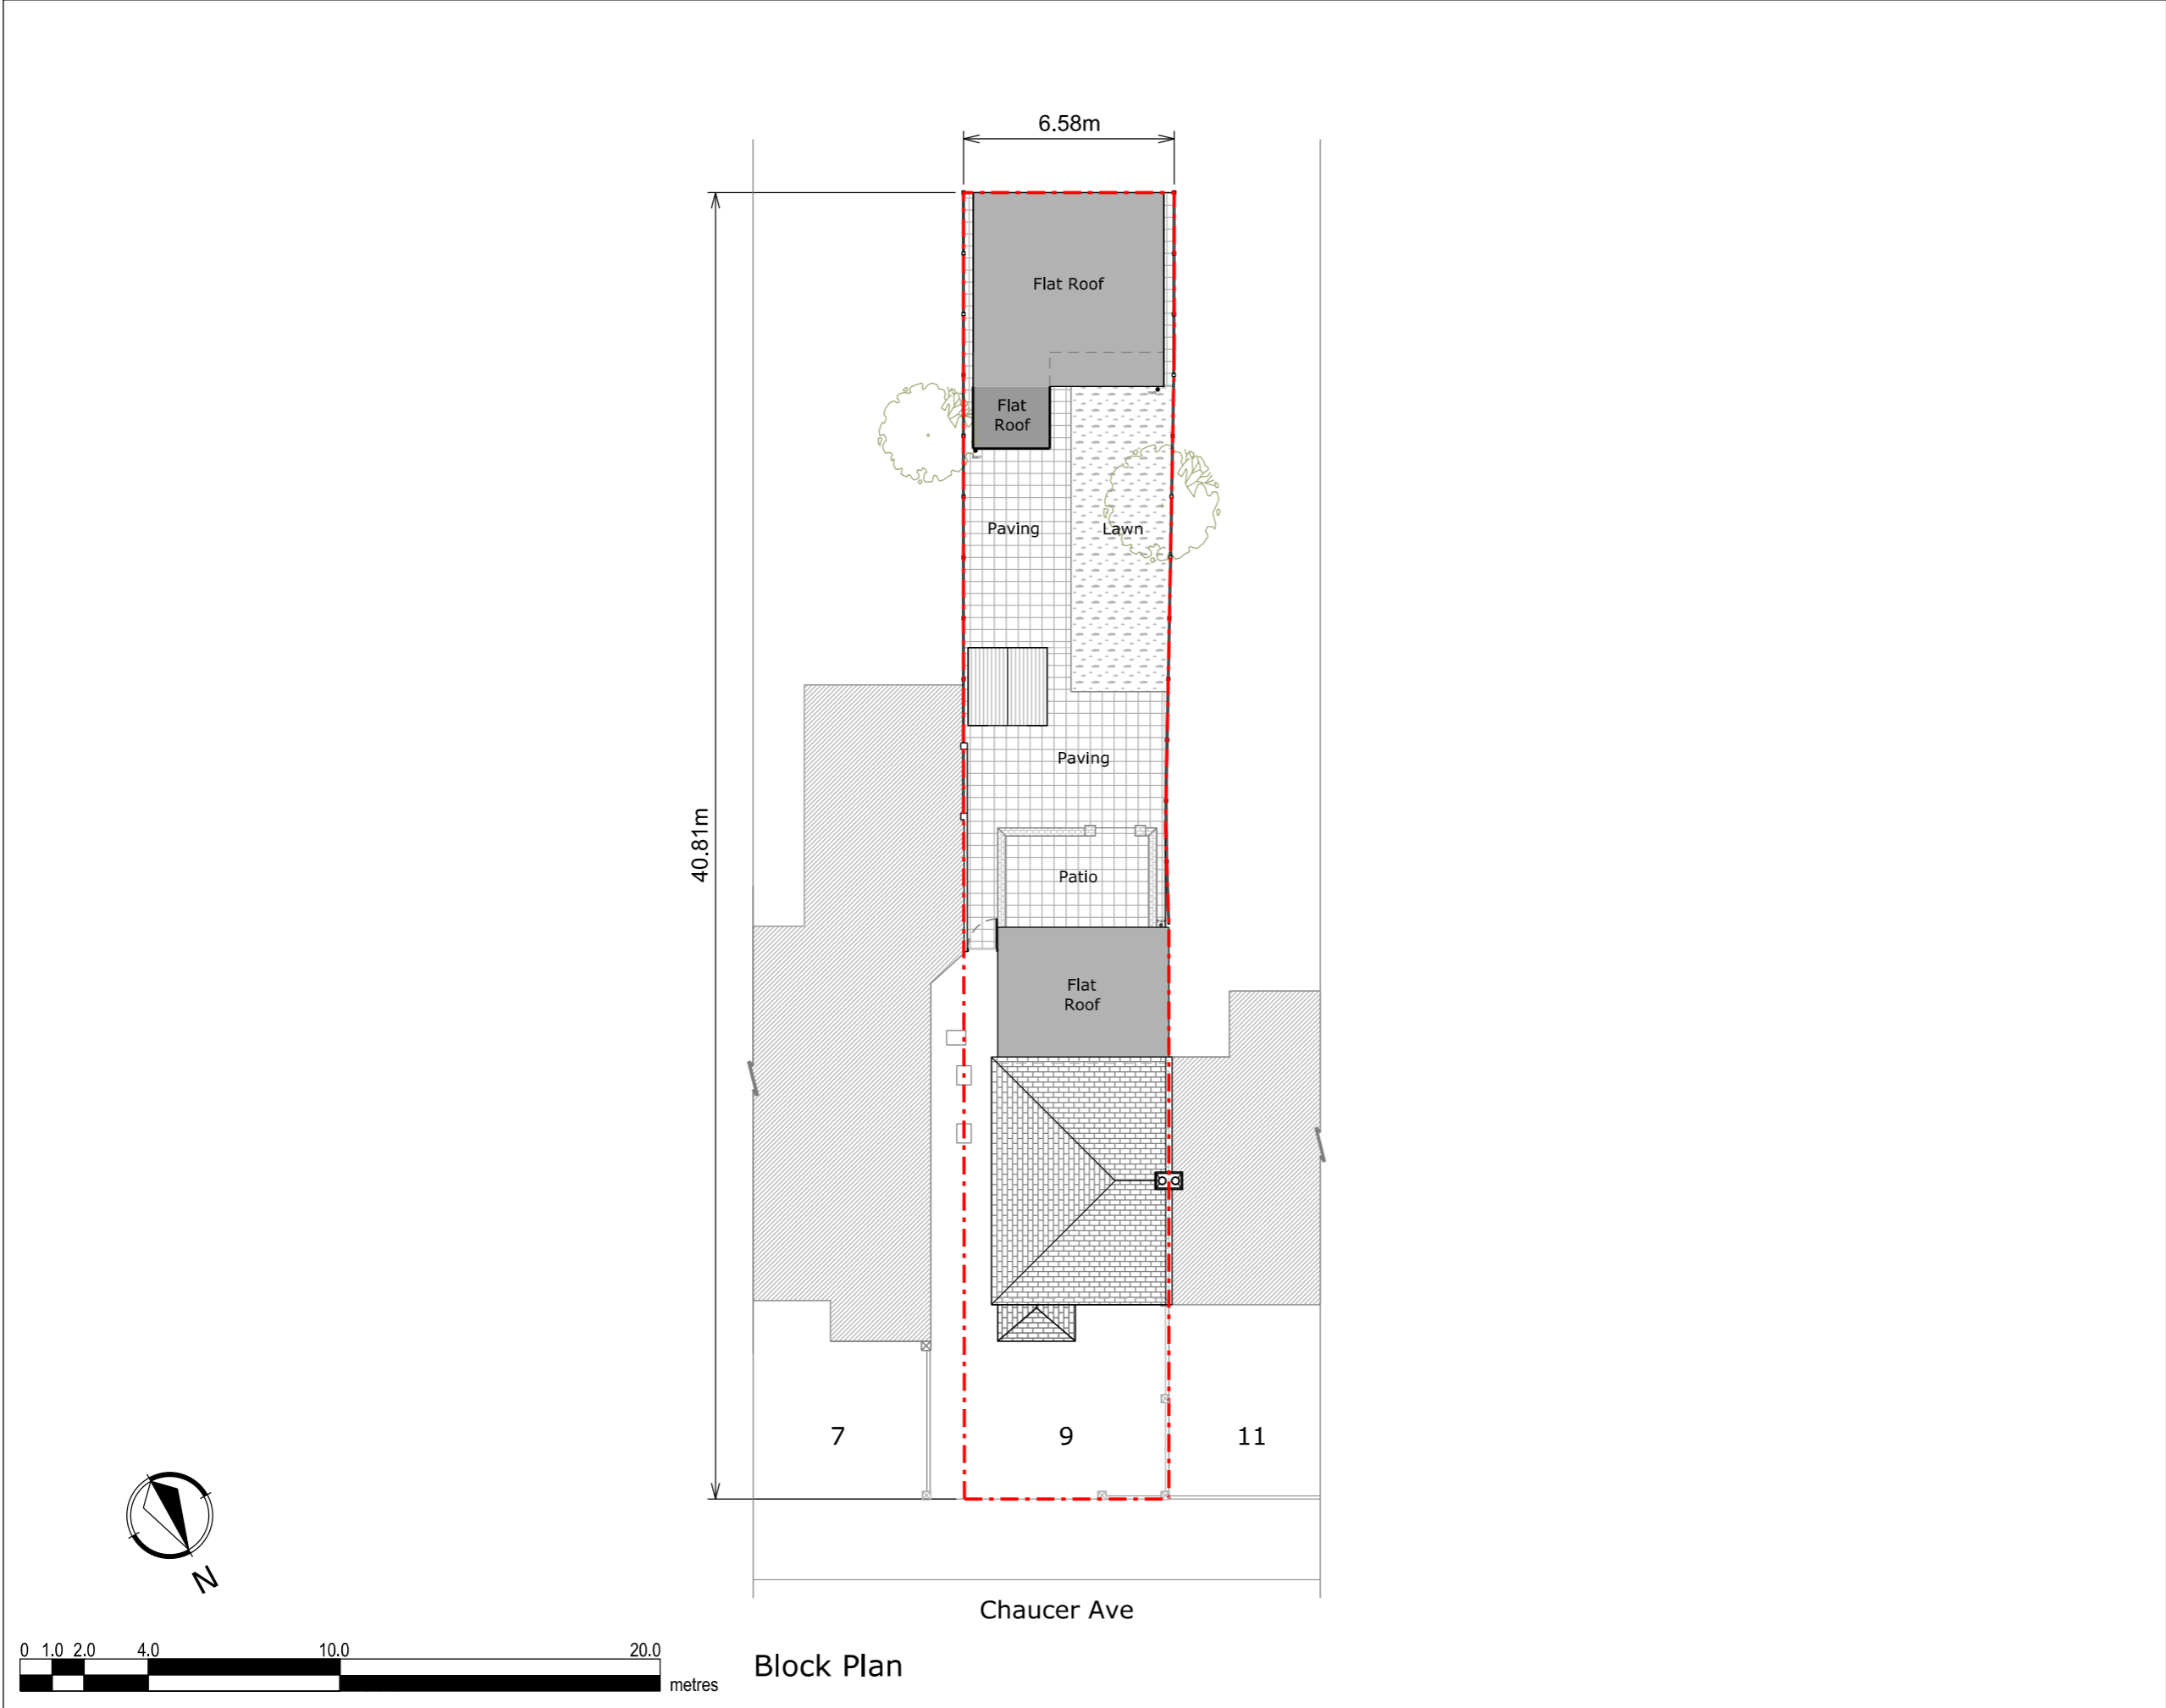 6.58m
Flat Roof
Flat
Roof
Paving
Lawn
Paving
40.81m
Patio
Flat
Roof
7
9
11
N
Chaucer Ave
0 1.0 2.0 4.0 10.0 20.0
metres
Block Plan